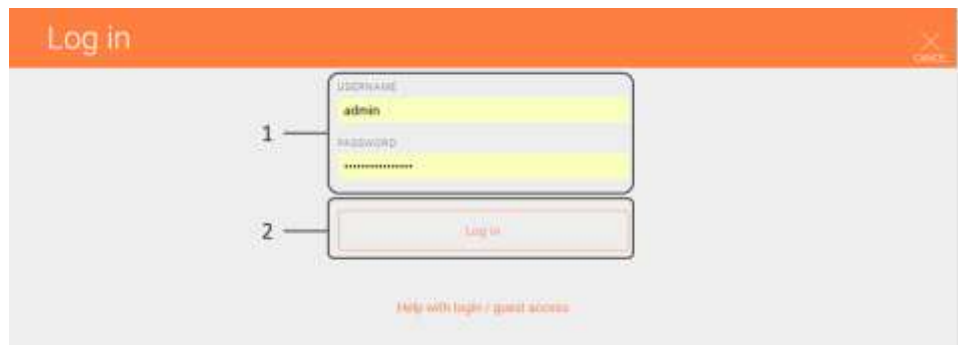 Log in
CANCEL
USERNAME
admin
1
PASSWORD
••••••••••••••••
2
Log in
Help with login / guest access